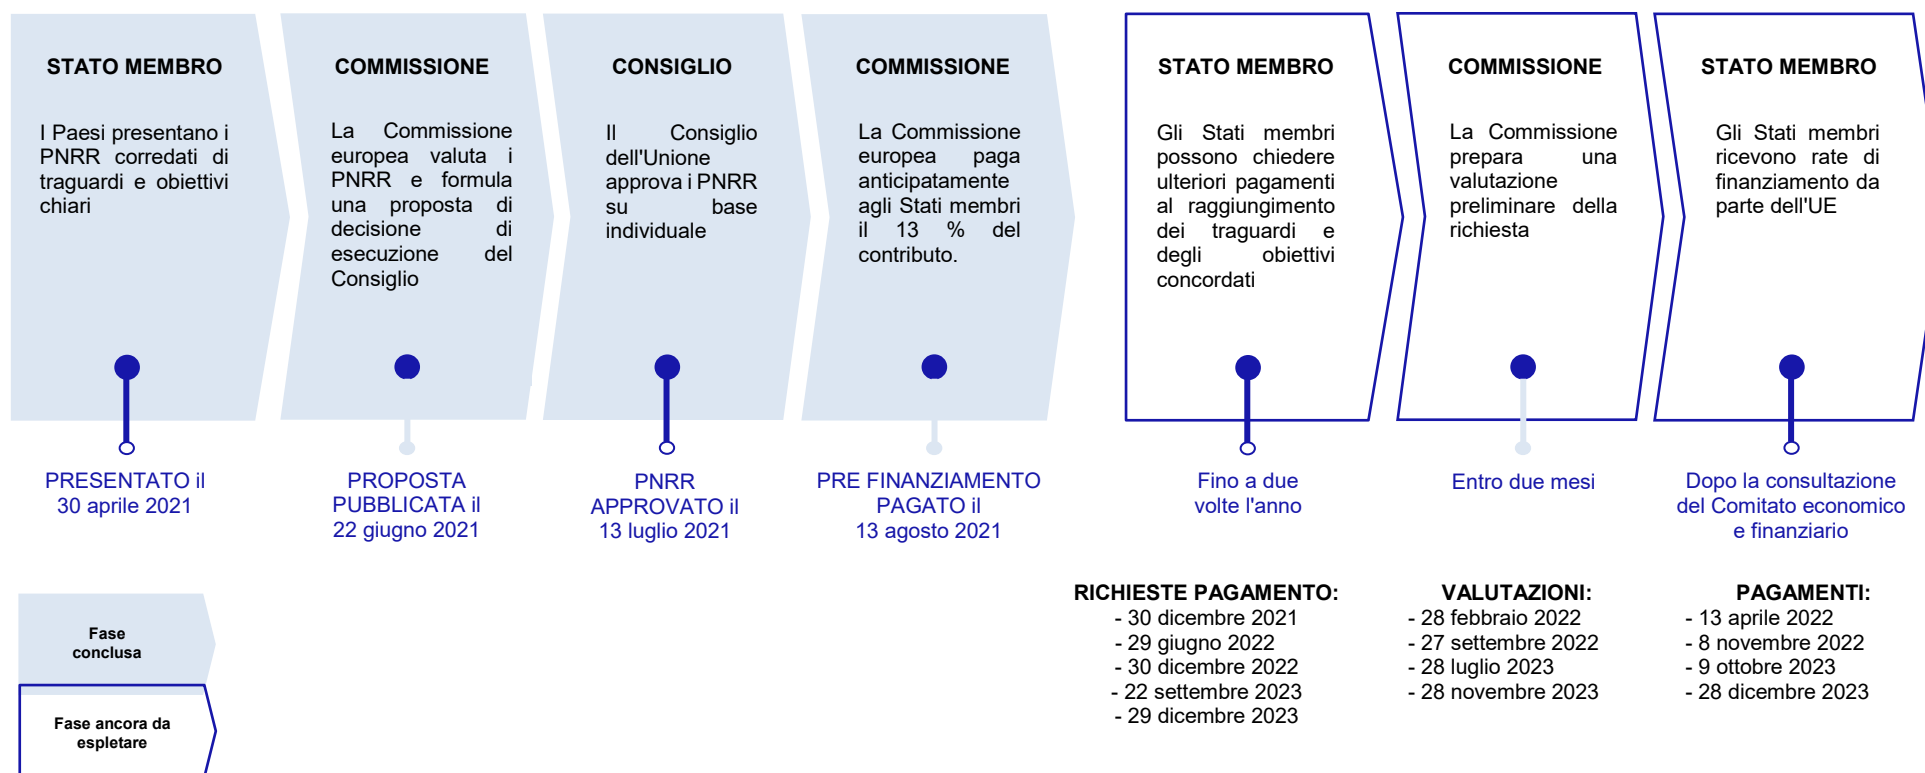 STATO MEMBRO
I Paesi presentano i
PNRR corredati di
traguardi e obiettivi
chiari
PRESENTATO il
30 aprile 2021
COMMISSIONE
La Commissione
europea valuta i
PNRR e formula
una proposta di
decisione di
esecuzione del
Consiglio
PROPOSTA
PUBBLICATA il
22 giugno 2021
CONSIGLIO
Il Consiglio
dell'Unione
approva i PNRR
su base
individuale
PNRR
APPROVATO il
13 luglio 2021
COMMISSIONE
La Commissione
europea paga
anticipatamente
agli Stati membri
il 13 % del
contributo.
PRE FINANZIAMENTO
PAGATO il
13 agosto 2021
STATO MEMBRO
Gli Stati membri
possono chiedere
ulteriori pagamenti
al raggiungimento
dei traguardi e
degli obiettivi
concordati
Fino a due
volte l'anno
RICHIESTE PAGAMENTO:
- 30 dicembre 2021
- 29 giugno 2022
- 30 dicembre 2022
- 22 settembre 2023
- 29 dicembre 2023
COMMISSIONE
La Commissione
prepara una
valutazione
preliminare della
richiesta
Entro due mesi
VALUTAZIONI:
- 28 febbraio 2022
- 27 settembre 2022
- 28 luglio 2023
- 28 novembre 2023
STATO MEMBRO
Gli Stati membri
ricevono rate di
finanziamento da
parte dell'UE
Dopo la consultazione
del Comitato economico
e finanziario
PAGAMENTI:
- 13 aprile 2022
- 8 novembre 2022
- 9 ottobre 2023
- 28 dicembre 2023
Fase
conclusa
Fase ancora da
espletare